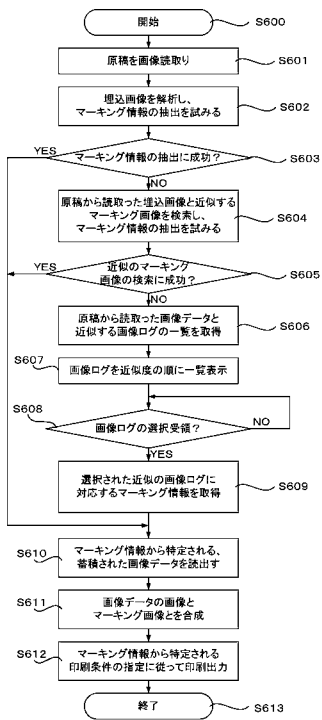 開始
S600
原稿を画像読取り
S601
埋込画像を解析し、
マーキング情報の抽出を試みる
S602
YES
マーキング情報の抽出に成功?
S603
NO
原稿から読取った埋込画像と近似する
マーキング画像を検索し、
マーキング情報の抽出を試みる
S604
YES
近似のマーキング
画像の検索に成功?
S605
NO
原稿から読取った画像データと
近似する画像ログの一覧を取得
S606
S607
画像ログを近似度の順に一覧表示
S608
画像ログの選択受領?
NO
YES
選択された近似の画像ログに
対応するマーキング情報を取得
S609
S610
マーキング情報から特定される、
蓄積された画像データを読出す
S611
画像データの画像と
マーキング画像とを合成
S612
マーキング情報から特定される
印刷条件の指定に従って印刷出力
終了
S613